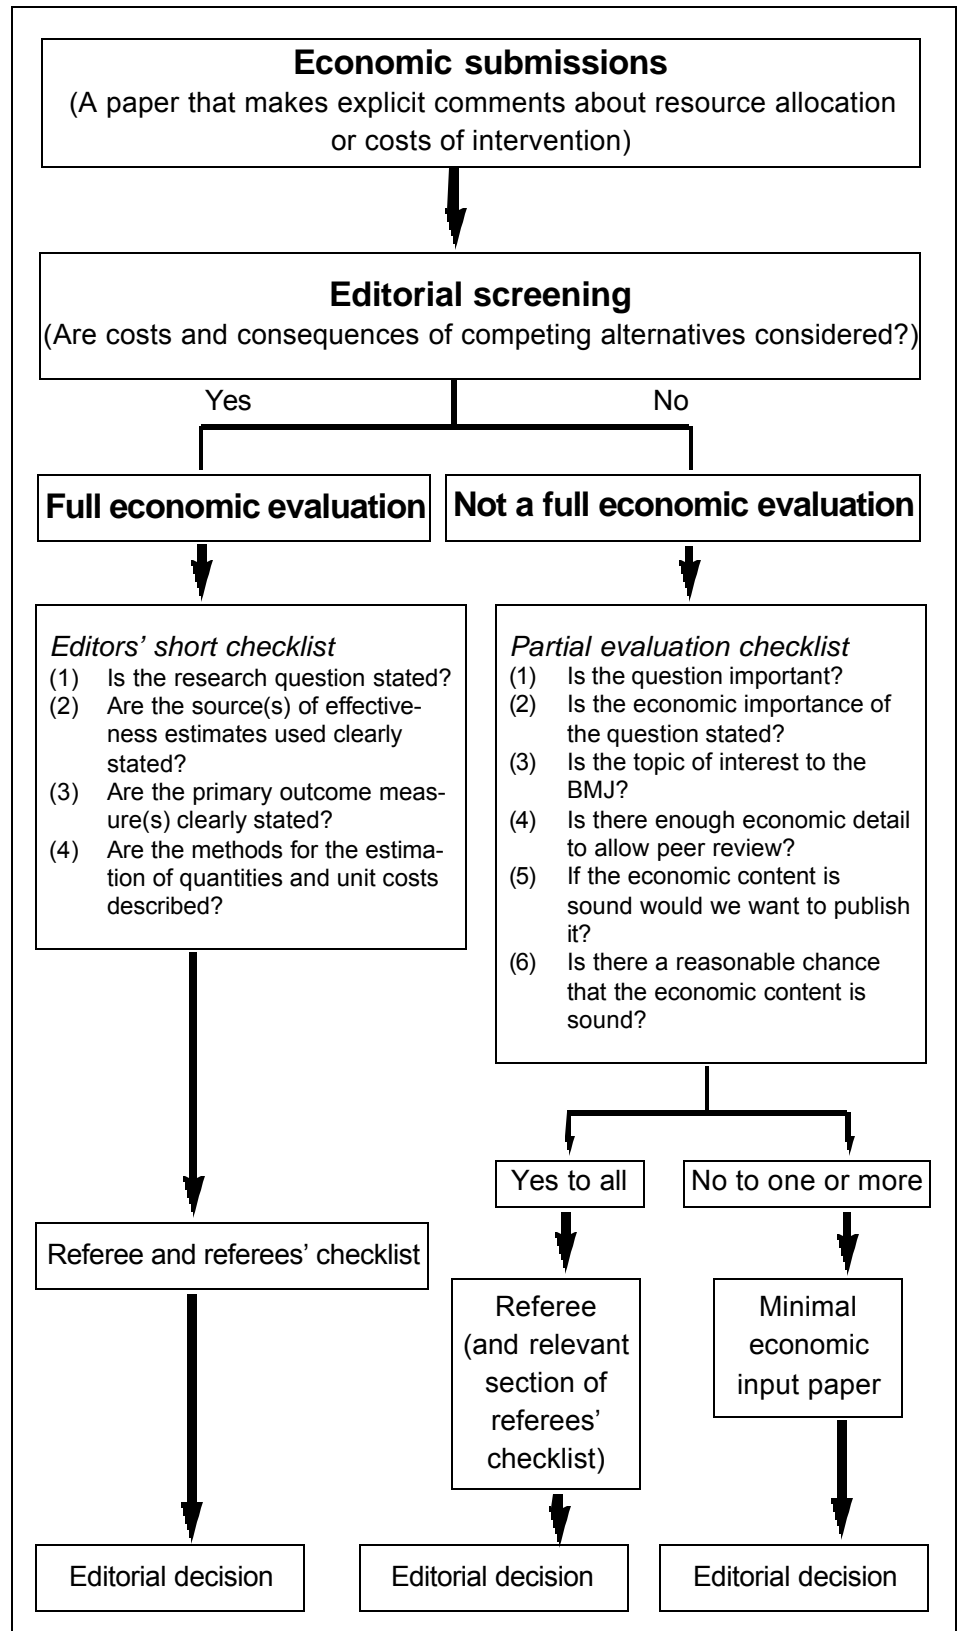 Economic submissions
(A paper that makes explicit comments about resource allocation
or costs of intervention)
Editorial screening
(Are costs and consequences of competing alternatives considered?)
Yes
No
Full economic evaluation
Not a full economic evaluation
Editors’ short checklist
(1) Is the research question stated?
(2) Are the source(s) of effective-
ness estimates used clearly
stated?
(3) Are the primary outcome meas-
ure(s) clearly stated?
(4) Are the methods for the estima-
tion of quantities and unit costs
described?
Partial evaluation checklist
(1) Is the question important?
(2) Is the economic importance of
the question stated?
(3) Is the topic of interest to the
BMJ?
(4) Is there enough economic detail
to allow peer review?
(5) If the economic content is
sound would we want to publish
it?
(6) Is there a reasonable chance
that the economic content is
sound?
Yes to all
No to one or more
Referee and referees’ checklist
Referee
(and relevant
section of
referees’
checklist)
Minimal
economic
input paper
Editorial decision
Editorial decision
Editorial decision